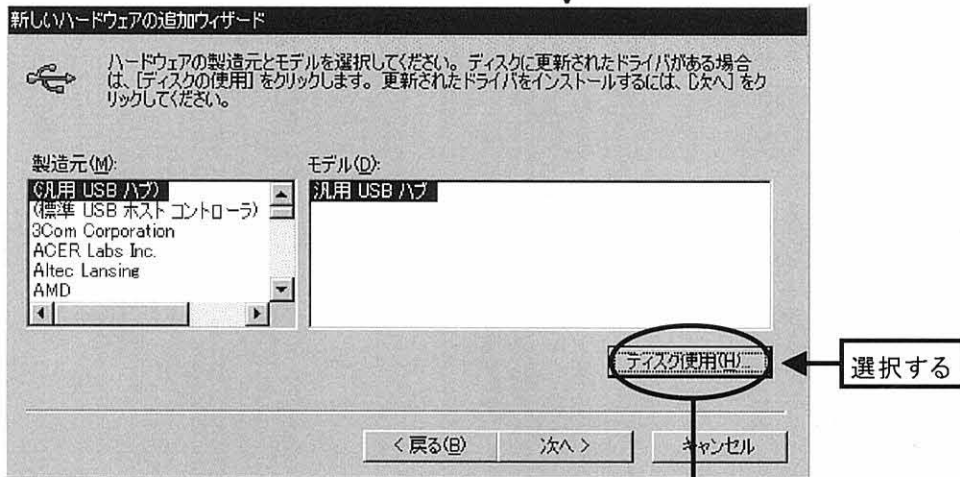 新しいハードウェアの追加ウィザード
ハードウェアの製造元とモデルを選択してください。ディスクに更新されたドライバがある場合
は、[ディスクの使用] をクリックします。更新されたドライバをインストールするには、[次へ] をク
リックしてください。
製造元(M):
モデル(D):
(汎用 USB ハブ)
(標準 USB ホスト コントローラ)
3Com Corporation
ACER Labs Inc.
Altec Lansing
AMD
汎用 USB ハブ
ディスク使用(H)...
選択する
< 戻る(B)
次へ >
キャンセル